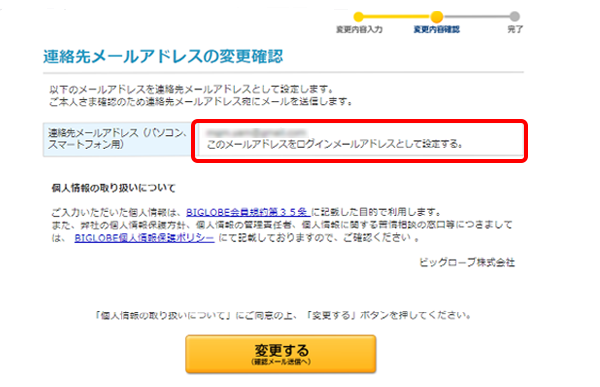 変更内容入力 変更内容確認 完了
連絡先メールアドレスの変更確認
以下のメールアドレスを連絡先メールアドレスとして設定します。
ご本人さま確認のため連絡先メールアドレス宛にメールを送信します。
連絡先メールアドレス（パソコン、
スマートフォン用）
このメールアドレスをログインメールアドレスとして設定する。
個人情報の取り扱いについて
ご入力いただいた個人情報は、BIGLOBE会員規約第３５条 に記載した目的で利用します。
また、弊社の個人情報保護方針、個人情報の管理責任者、個人情報に関する苦情相談の窓口等につきまして
は、 BIGLOBE個人情報保護ポリシー にて記載しておりますので、ご確認ください 。
ビッグローブ株式会社
「個人情報の取り扱いについて」にご同意の上、「変更する」ボタンを押してください。
変更する
（確認メール送信へ）